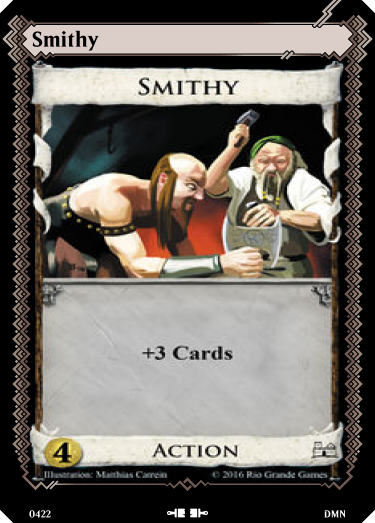 Smithy
SMITHY
+3 Cards
4
ACTION
Illustration: Matthias Catrein
© 2016 Rio Grande Games
0422
DMN